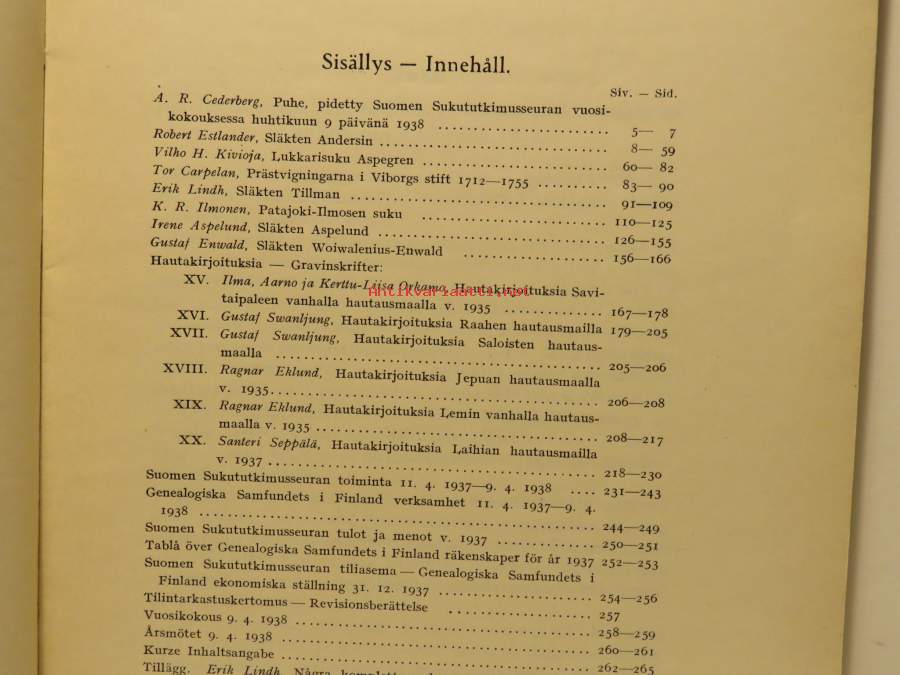 Sisällys — Innehåll.
Siv. — Sid.
A. R. Cederberg, Puhe, pidetty Suomen Sukututkimusseuran vuosi-
kokouksessa huhtikuun 9 päivänä 1938 ........................ 5— 7
Robert Estlander, Släkten Andersin ................................ 8— 59
Vilho H. Kivioja, Lukkarisuku Aspegren .......................... 60— 82
Tor Carpelan, Prästvigningarna i Viborgs stift 1712—1755 .......... 83— 90
Erik Lindh, Släkten Tillman ..................................... 91—109
K. R. Ilmonen, Patajoki-Ilmosen suku .......................... 110—125
Irene Aspelund, Släkten Aspelund ................................ 126—155
Gustaf Enwald, Släkten Woiwalenius-Enwald .................... 156—166
Hautakirjoituksia — Gravinskrifter:
XV. Ilma, Aarno ja Kerttu-Liisa Orkamo, Hautakirjoituksia Savi-
Antikvariaatti.net
taipaleen vanhalla hautausmaalla v. 1935 .............. 167—178
XVI. Gustaf Swanljung, Hautakirjoituksia Raahen hautausmailla 179—205
XVII. Gustaf Swanljung, Hautakirjoituksia Saloisten hautaus-
maalla .............................................. 205—206
XVIII. Ragnar Eklund, Hautakirjoituksia Jepuan hautausmaalla
v. 1935.............................................. 206—208
XIX. Ragnar Eklund, Hautakirjoituksia Lemin vanhalla hautaus-
maalla v. 1935 ...................................... 208—217
XX. Santeri Seppälä, Hautakirjoituksia Laihian hautausmailla
v. 1937 .............................................. 218—230
Suomen Sukututkimusseuran toiminta 11. 4. 1937—9. 4. 1938 .... 231—243
Genealogiska Samfundets i Finland verksamhet 11. 4. 1937—9. 4.
1938 ...................................................... 244—249
Suomen Sukututkimusseuran tulot ja menot v. 1937 .............. 250—251
Tablå över Genealogiska Samfundets i Finland räkenskaper för år 1937 252—253
Suomen Sukututkimusseuran tiliasema — Genealogiska Samfundets i
Finland ekonomiska ställning 31. 12. 1937 ...................... 254—256
Tilintarkastuskertomus — Revisionsberättelse .................... 257
Vuosikokous 9. 4. 1938 ........................................ 258—259
Årsmötet 9. 4. 1938 .......................................... 260—261
Kurze Inhaltsangabe .......................................... 262—265
Tillägg. Erik Lindh, Några